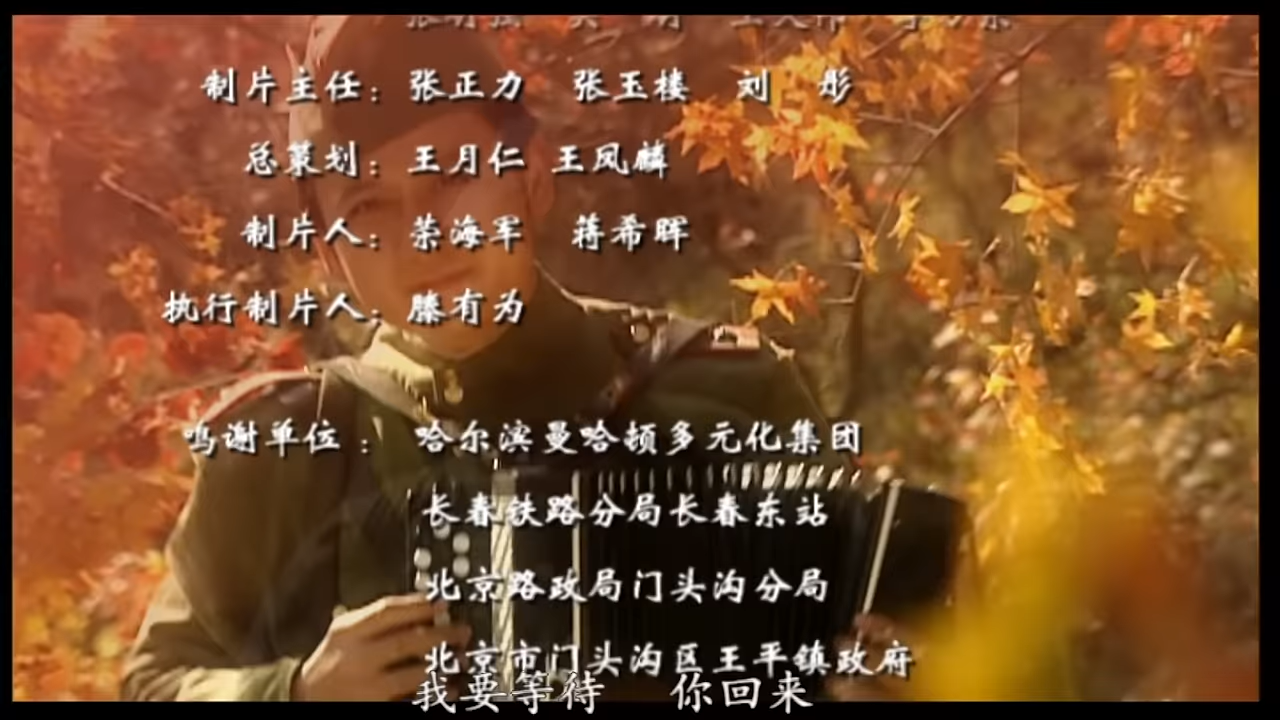 制片主任：张正力 张玉楼 刘 彤
总策划：王月仁 王凤麟
制片人：荣海军 蒋希晖
执行制片人：滕有为
鸣谢单位： 哈尔滨曼哈顿多元化集团
长春铁路分局长春东站
北京路政局门头沟分局
北京市门头沟区王平镇政府
我要等待 你回来